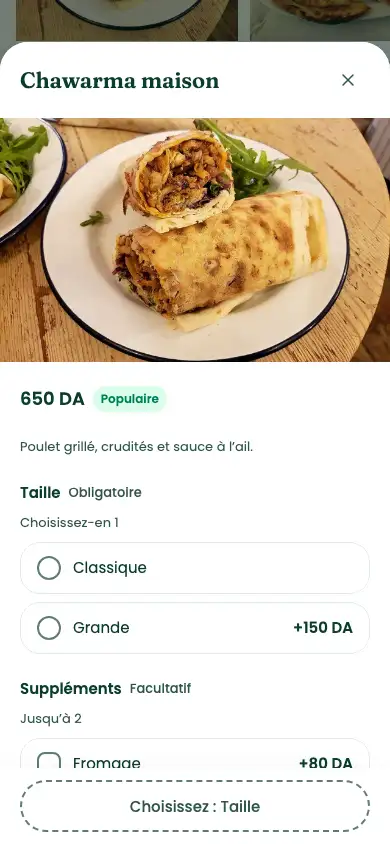 Chawarma maison
650 DA Populaire
Poulet grillé, crudités et sauce à l’ail.
Taille Obligatoire
Choisissez-en 1
Classique
Grande +150 DA
Suppléments Facultatif
Jusqu’à 2
Fromage +80 DA
Choisissez : Taille